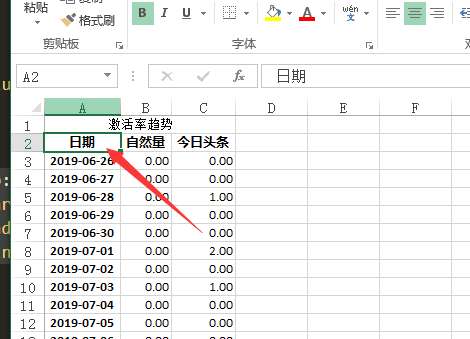 粘贴
格式刷
B I U A wén
剪贴板 字体
A2 fx 日期
A B C D E F
1 激活率趋势
2 日期 自然量 今日头条
3 2019-06-26 0.00 0.00
4 2019-06-27 0.00 0.00
5 2019-06-28 0.00 1.00
6 2019-06-29 0.00 0.00
7 2019-06-30 0.00 0.00
8 2019-07-01 0.00 2.00
9 2019-07-02 0.00 0.00
10 2019-07-03 0.00 1.00
11 2019-07-04 0.00 0.00
12 2019-07-05 0.00 0.00